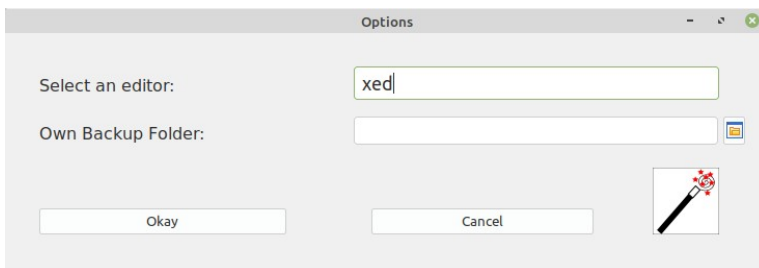 Options
Select an editor: xed
Own Backup Folder:
Okay Cancel